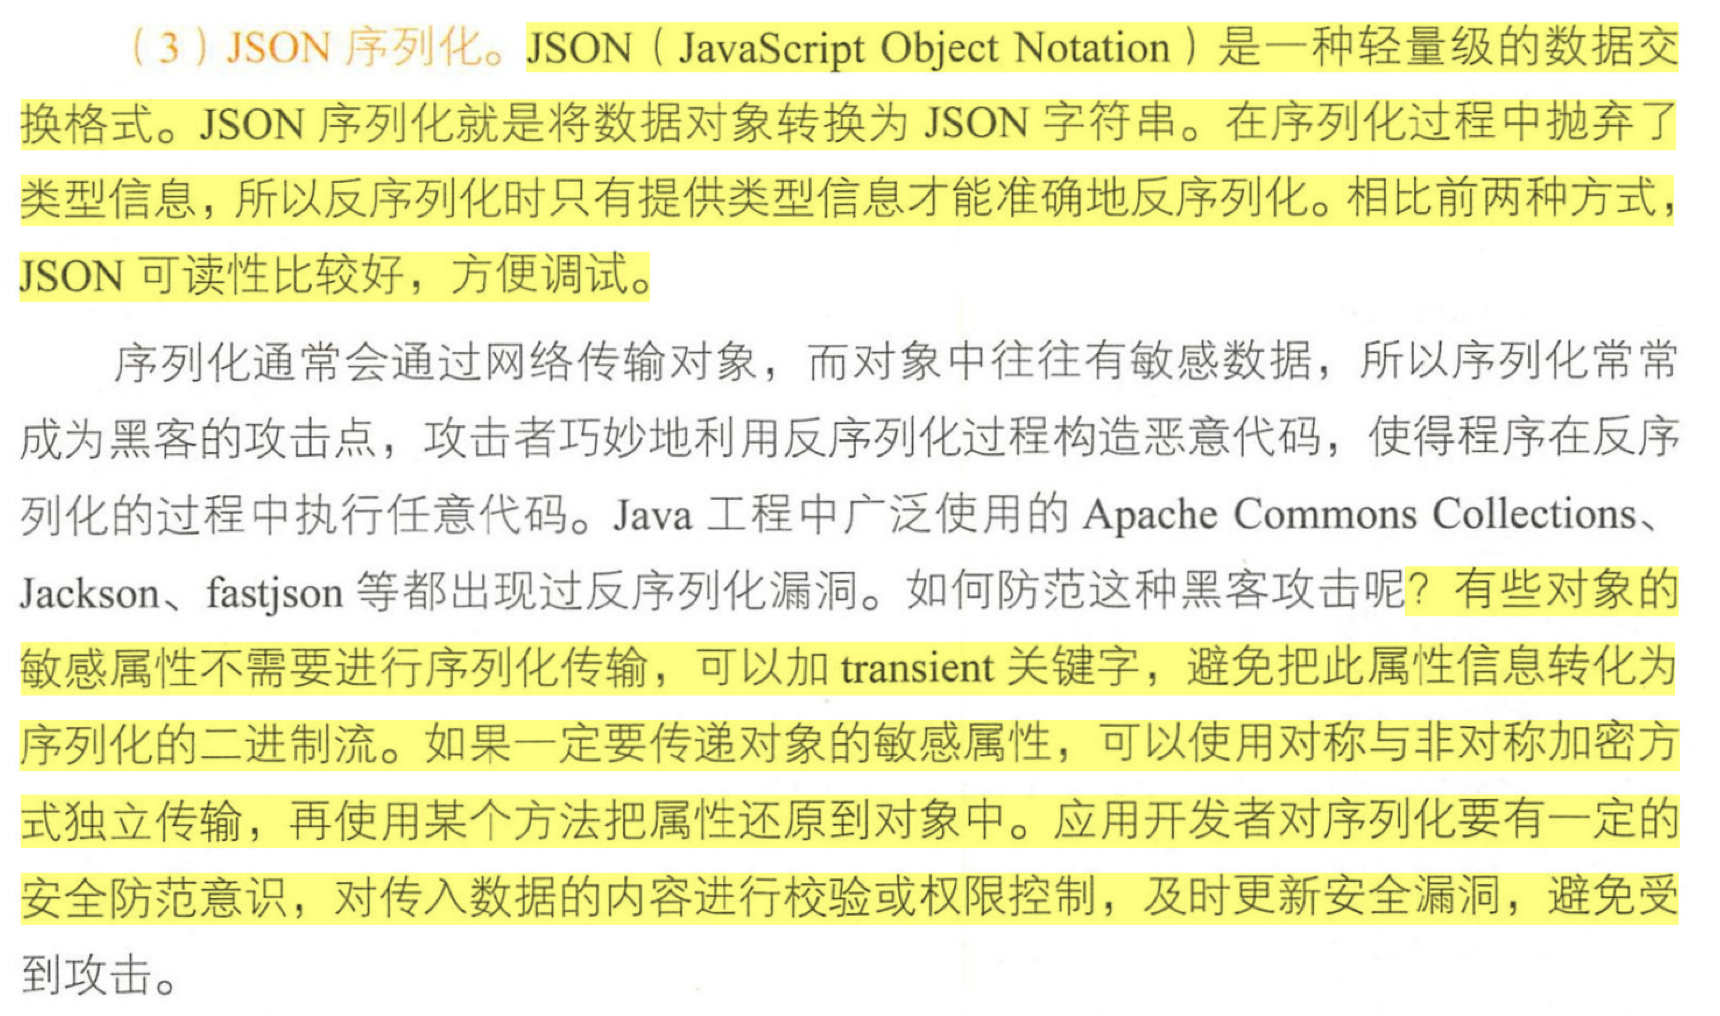 （3）JSON 序列化。JSON（JavaScript Object Notation）是一种轻量级的数据交
换格式。JSON 序列化就是将数据对象转换为 JSON 字符串。在序列化过程中抛弃了
类型信息，所以反序列化时只有提供类型信息才能准确地反序列化。相比前两种方式，
JSON 可读性比较好，方便调试。
序列化通常会通过网络传输对象，而对象中往往有敏感数据，所以序列化常常
成为黑客的攻击点，攻击者巧妙地利用反序列化过程构造恶意代码，使得程序在反序
列化的过程中执行任意代码。Java 工程中广泛使用的 Apache Commons Collections、
Jackson、fastjson 等都出现过反序列化漏洞。如何防范这种黑客攻击呢？有些对象的
敏感属性不需要进行序列化传输，可以加 transient 关键字，避免把此属性信息转化为
序列化的二进制流。如果一定要传递对象的敏感属性，可以使用对称与非对称加密方
式独立传输，再使用某个方法把属性还原到对象中。应用开发者对序列化要有一定的
安全防范意识，对传入数据的内容进行校验或权限控制，及时更新安全漏洞，避免受
到攻击。